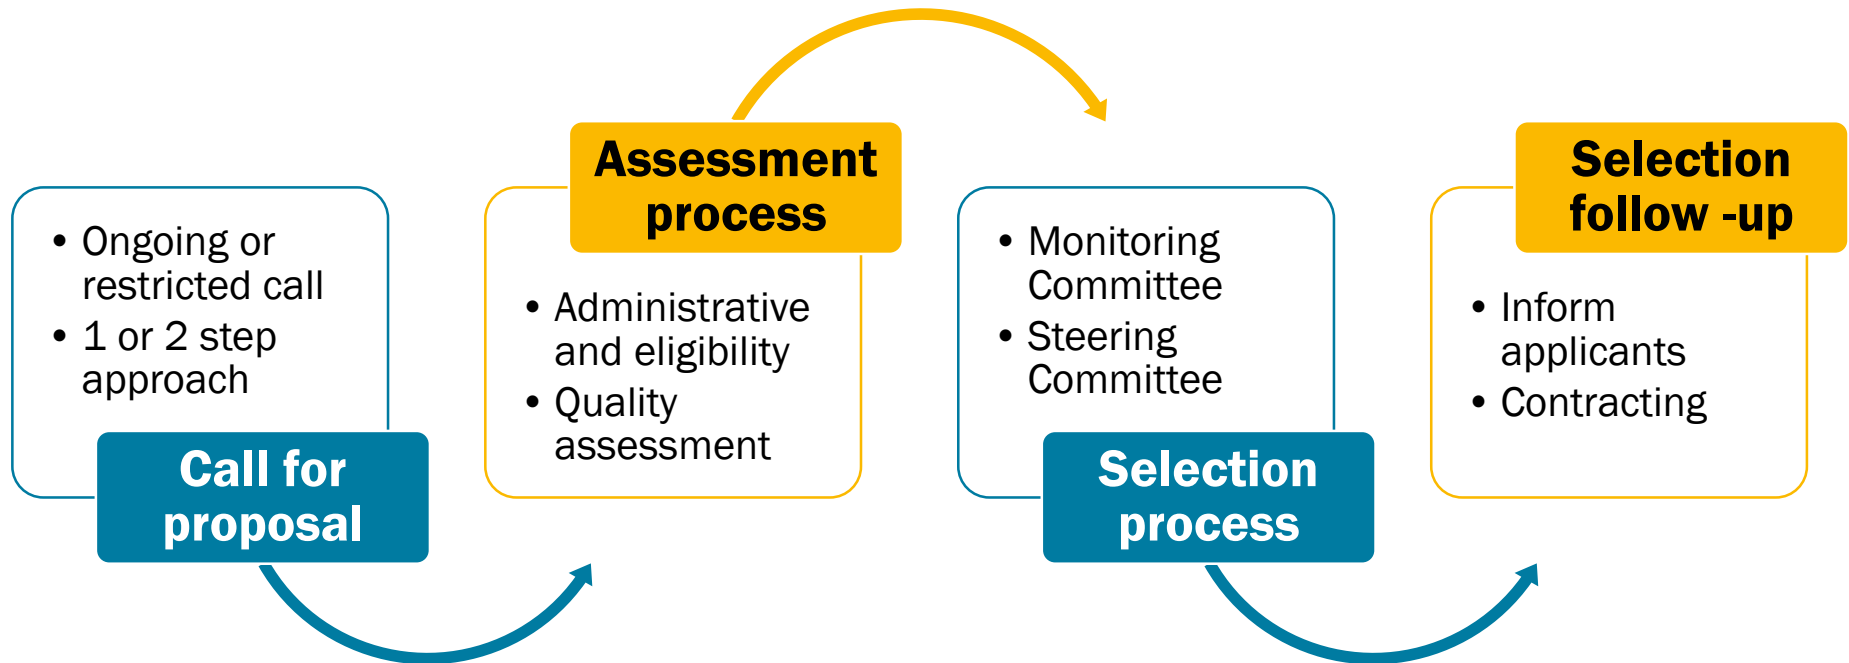 • Ongoing or
restricted call
• 1 or 2 step
approach
Call for
proposal
Assessment
process
• Administrative
and eligibility
• Quality
assessment
• Monitoring
Committee
• Steering
Committee
Selection
process
Selection
follow -up
• Inform
applicants
• Contracting